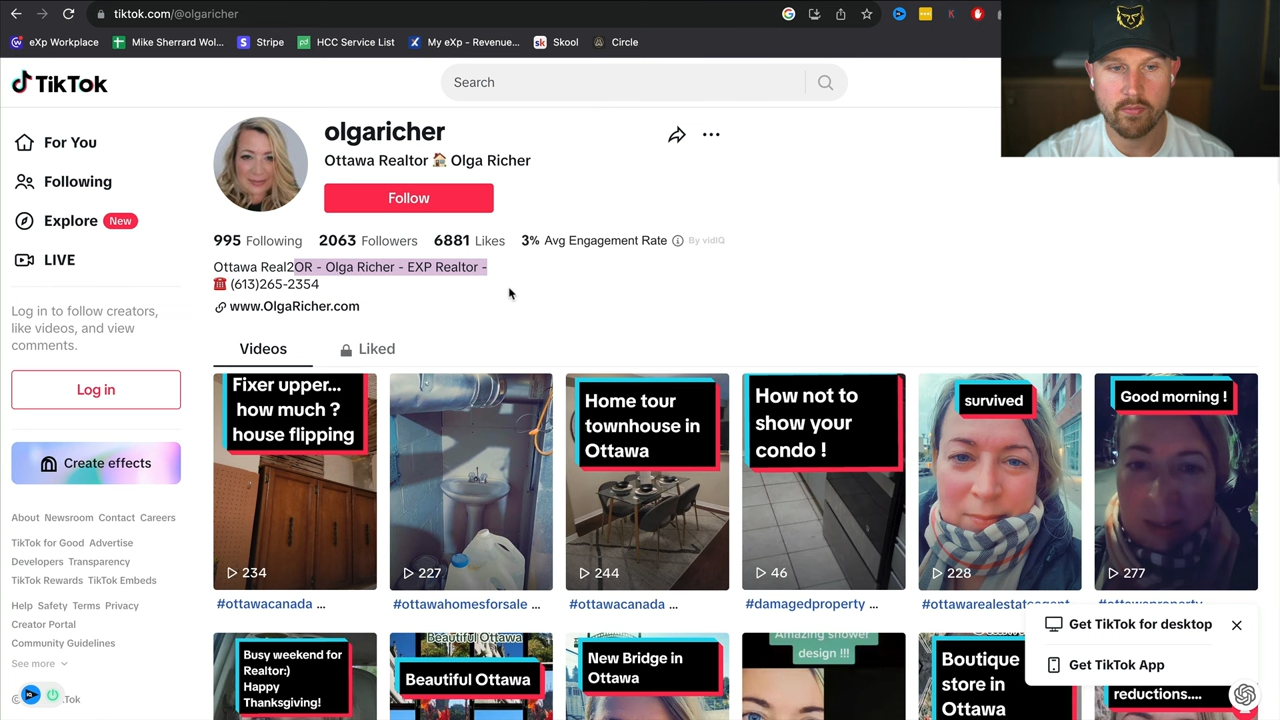 tiktok.com/@olgaricher
eXp Workplace
Mike Sherrard Wol...
Stripe
HCC Service List
My eXp - Revenue...
Skool
Circle
TikTok
Search
For You
Following
Explore New
LIVE
Log in to follow creators,
like videos, and view
comments.
Log in
Create effects
About Newsroom Contact Careers
TikTok for Good Advertise
Developers Transparency
TikTok Rewards TikTok Embeds
Help Safety Terms Privacy
Creator Portal
Community Guidelines
See more
olgaricher
Ottawa Realtor 🏠 Olga Richer
Follow
995 Following 2063 Followers 6881 Likes 3% Avg Engagement Rate By vidIQ
Ottawa Real2OR - Olga Richer - EXP Realtor -
☎️ (613)265-2354
www.OlgaRicher.com
Videos
Liked
Fixer upper...
how much ?
house flipping
234
#ottawacanada ...
227
#ottawahomesforsale ...
Home tour
townhouse in
Ottawa
244
#ottawacanada ...
How not to
show your
condo !
46
#damagedproperty ...
survived
228
#ottawarealestateagent
Good morning !
277
#ottawaproperty
Busy weekend for
Realtor:)
Happy
Thanksgiving!
Beautiful Ottawa
Beautiful Ottawa
New Bridge in
Ottawa
Amazing shower
design !!!
Boutique
store in
Ottawa
reductions....
Get TikTok for desktop
Get TikTok App